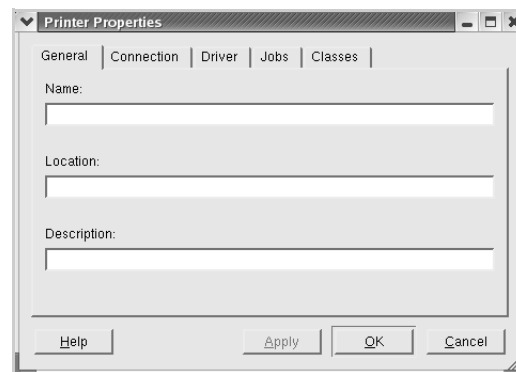 Printer Properties
General Connection Driver Jobs Classes
Name:
Location:
Description:
Help Apply OK Cancel